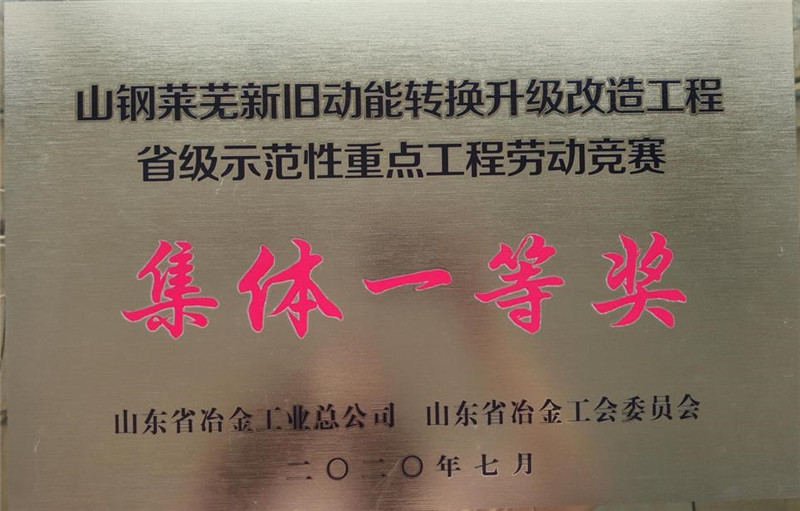 山钢莱芜新旧动能转换升级改造工程
省级示范性重点工程劳动竞赛
集体一等奖
山东省冶金工业总公司 山东省冶金工会委员会
二〇二〇年七月